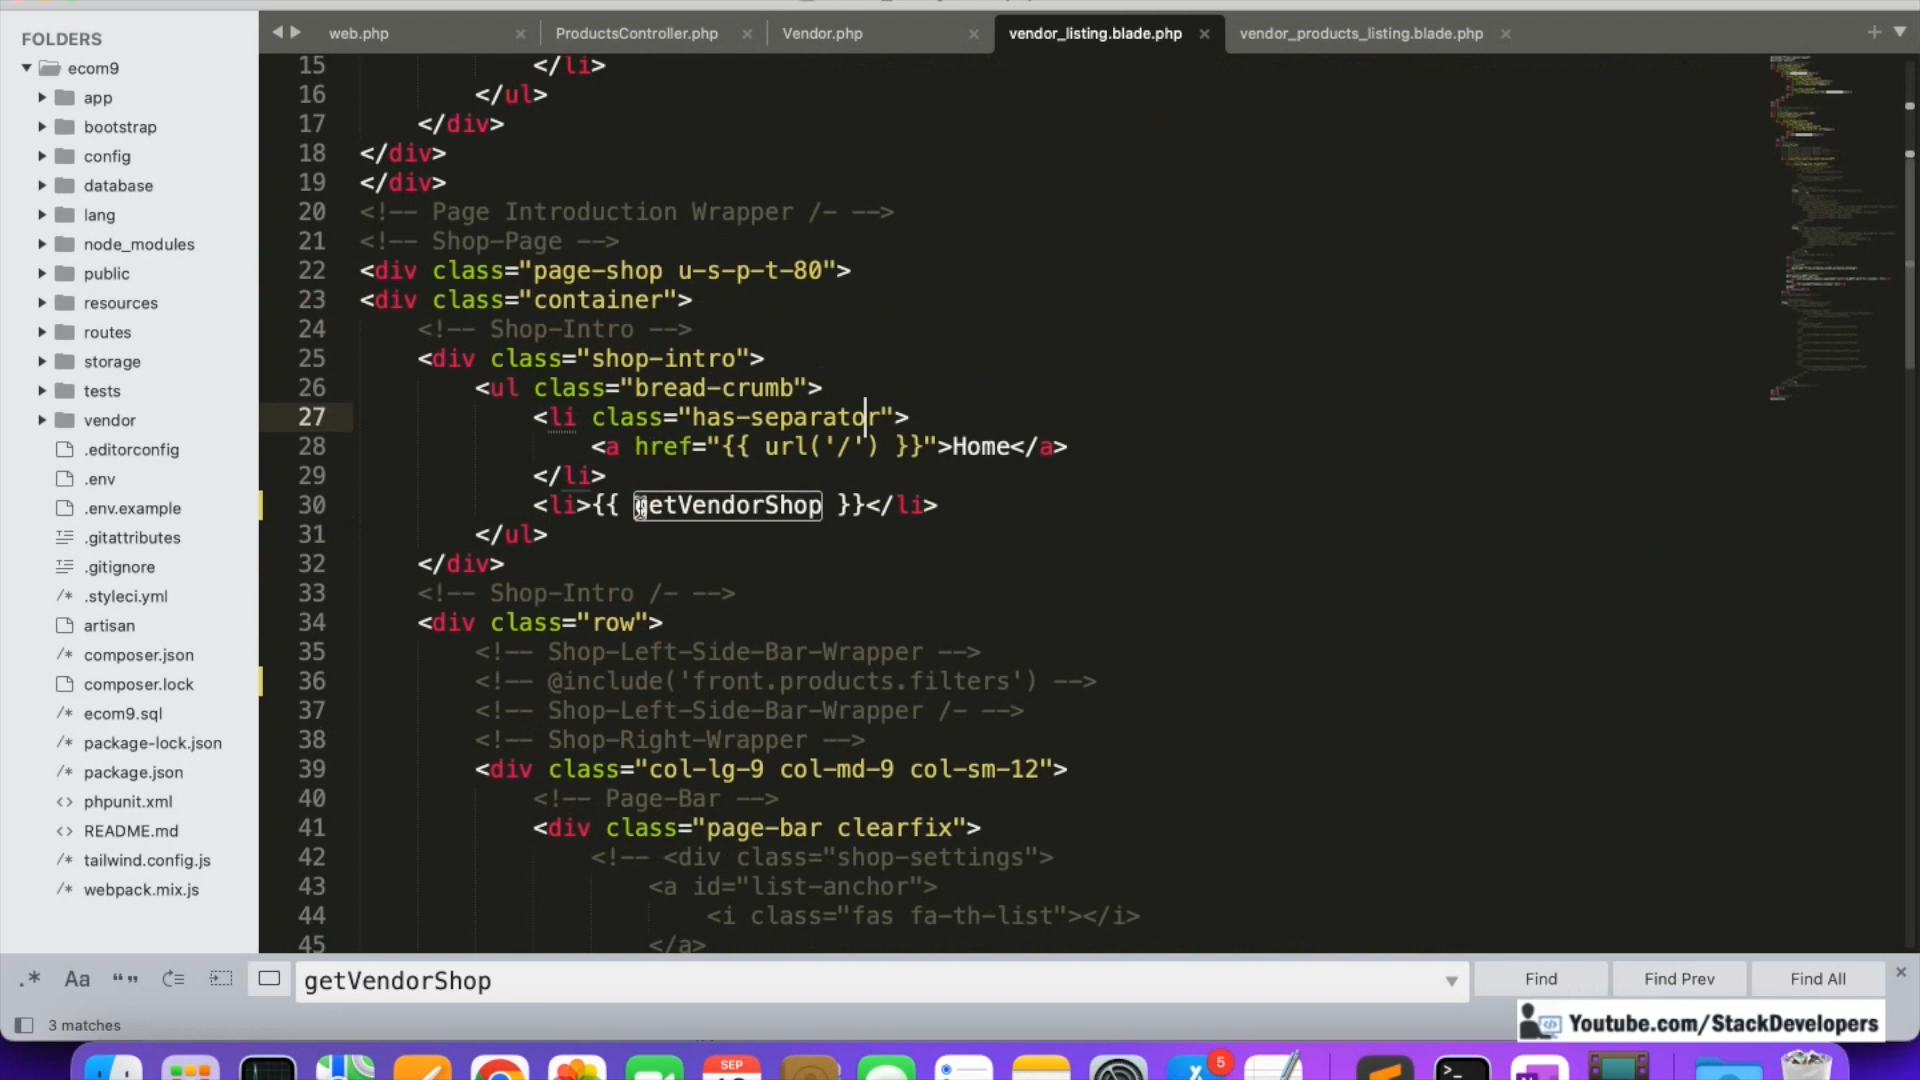 FOLDERS
ecom9
app
bootstrap
config
database
lang
node_modules
public
resources
routes
storage
tests
vendor
.editorconfig
.env
.env.example
.gitattributes
.gitignore
.styleci.yml
artisan
composer.json
composer.lock
ecom9.sql
package-lock.json
package.json
phpunit.xml
README.md
tailwind.config.js
webpack.mix.js
web.php
ProductsController.php
Vendor.php
vendor_listing.blade.php
vendor_products_listing.blade.php
15 </li>
16 </ul>
17 </div>
18 </div>
19 </div>
20 <!-- Page Introduction Wrapper /- -->
21 <!-- Shop-Page -->
22 <div class="page-shop u-s-p-t-80">
23 <div class="container">
24 <!-- Shop-Intro -->
25 <div class="shop-intro">
26 <ul class="bread-crumb">
27 <li class="has-separator">
28 <a href="{{ url('/') }}">Home</a>
29 </li>
30 <li>{{ getVendorShop }}</li>
31 </ul>
32 </div>
33 <!-- Shop-Intro /- -->
34 <div class="row">
35 <!-- Shop-Left-Side-Bar-Wrapper -->
36 <!-- @include('front.products.filters') -->
37 <!-- Shop-Left-Side-Bar-Wrapper /- -->
38 <!-- Shop-Right-Wrapper -->
39 <div class="col-lg-9 col-md-9 col-sm-12">
40 <!-- Page-Bar -->
41 <div class="page-bar clearfix">
42 <!-- <div class="shop-settings">
43 <a id="list-anchor">
44 <i class="fas fa-th-list"></i>
45 </a>
.* Aa “”
getVendorShop
Find
Find Prev
Find All
3 matches
Youtube.com/StackDevelopers
SEP
5